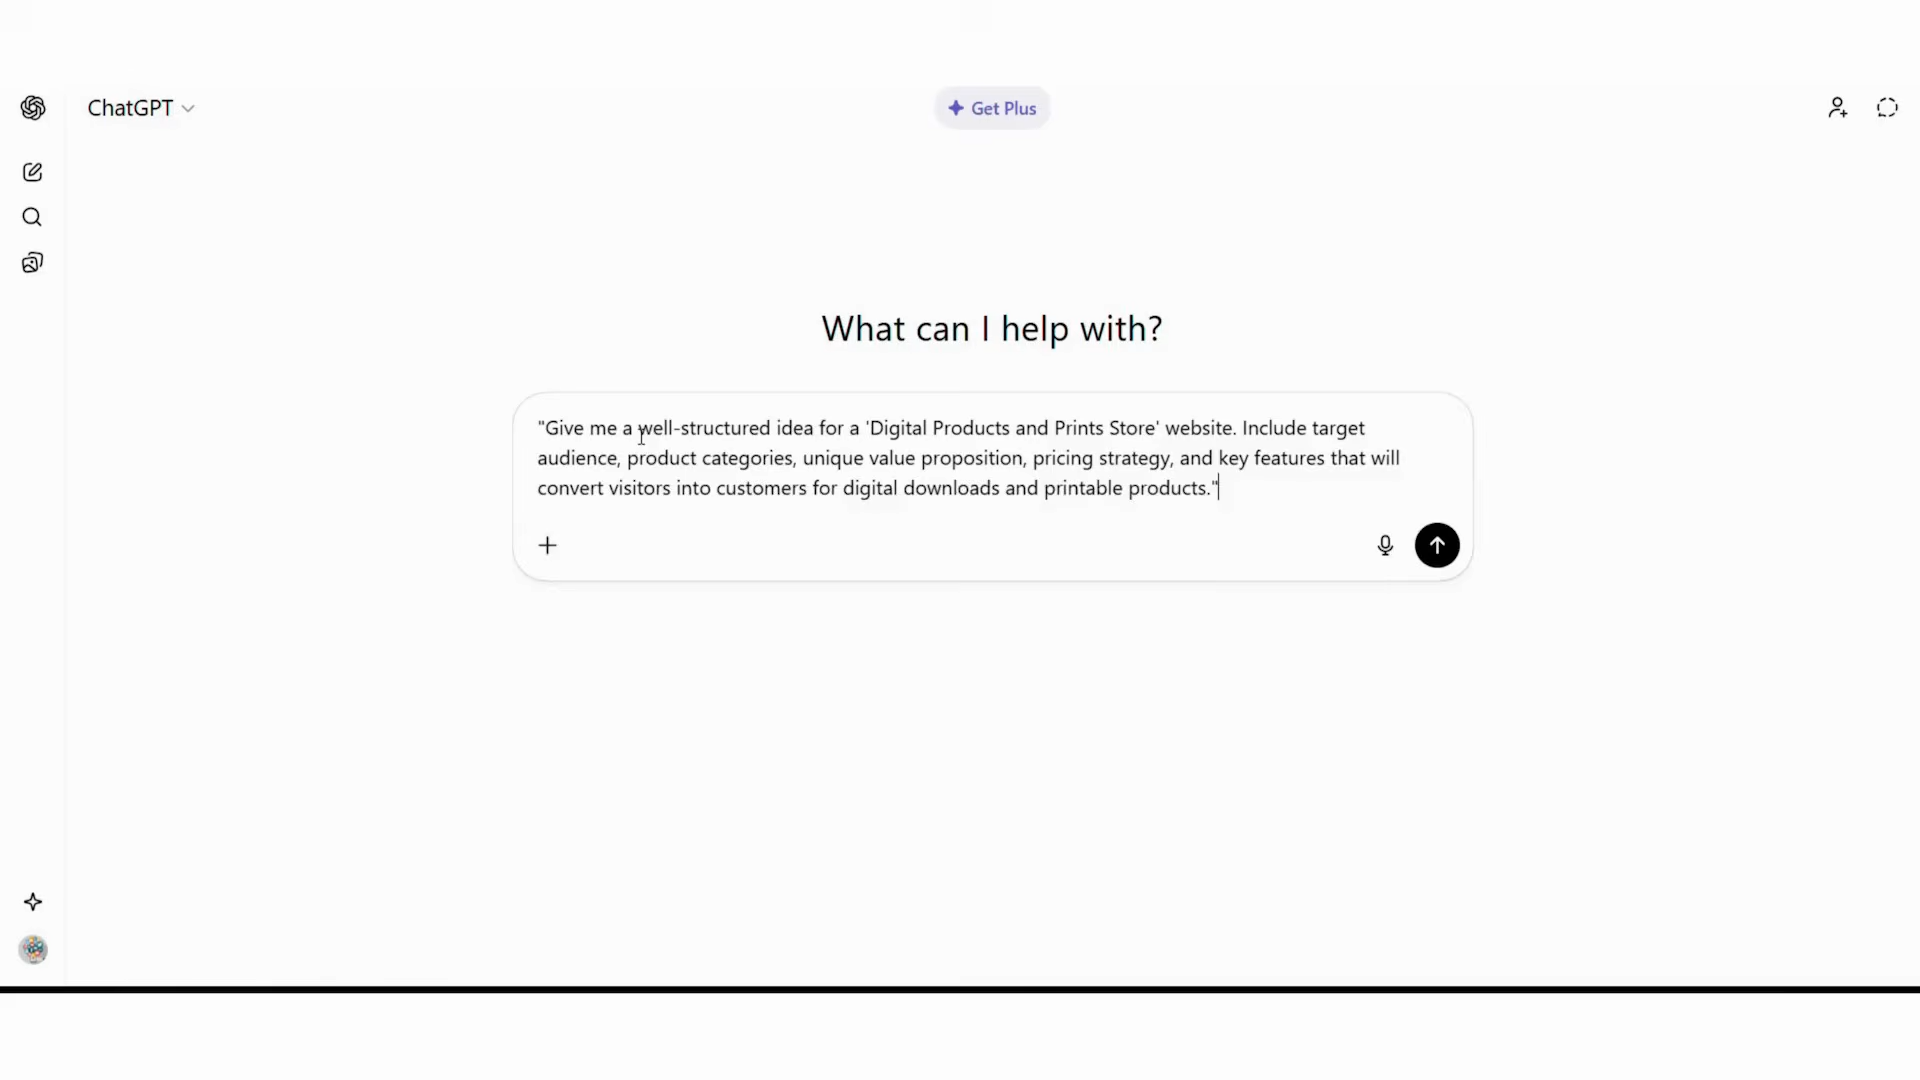 ChatGPT
Get Plus
What can I help with?
"Give me a well-structured idea for a 'Digital Products and Prints Store' website. Include target
audience, product categories, unique value proposition, pricing strategy, and key features that will
convert visitors into customers for digital downloads and printable products."